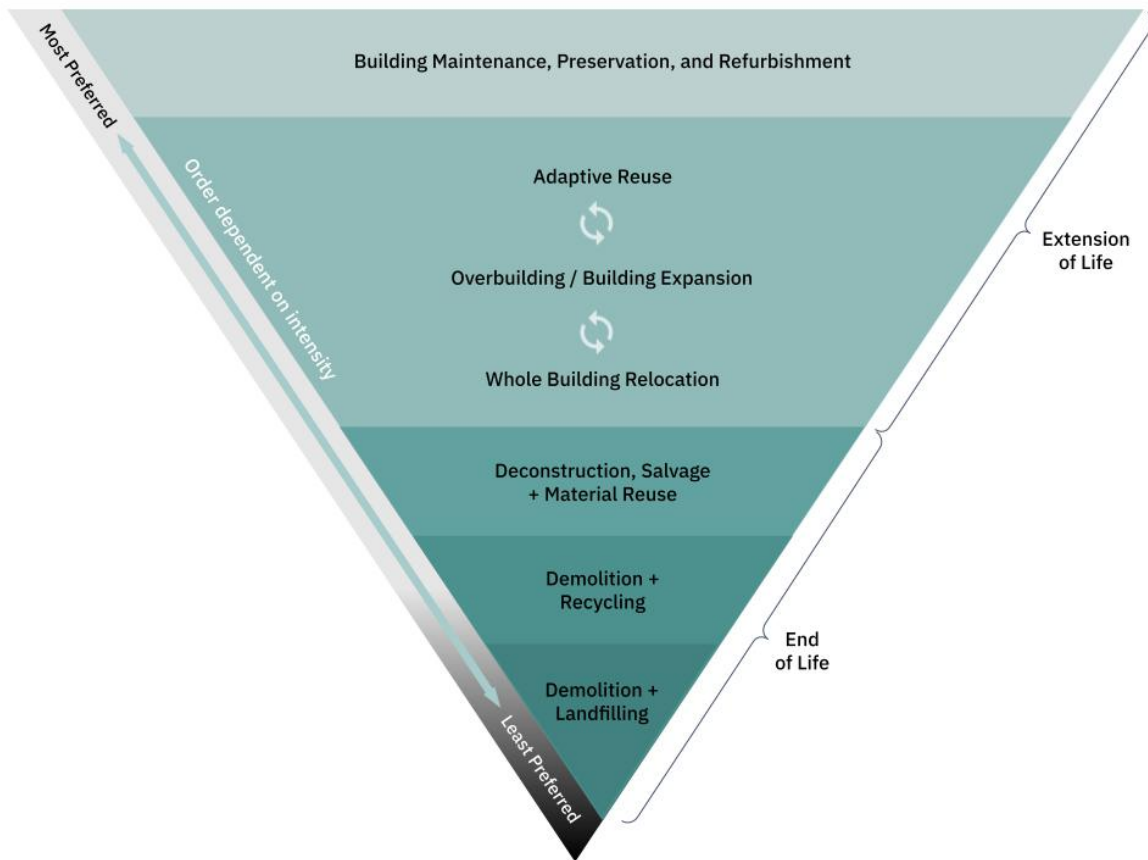 Most Preferred
Building Maintenance, Preservation, and Refurbishment
Order dependent on intensity
Adaptive Reuse
Overbuilding / Building Expansion
Whole Building Relocation
Extension
of Life
Deconstruction, Salvage
+ Material Reuse
Demolition +
Recycling
End
of Life
Demolition +
Landfilling
Least Preferred